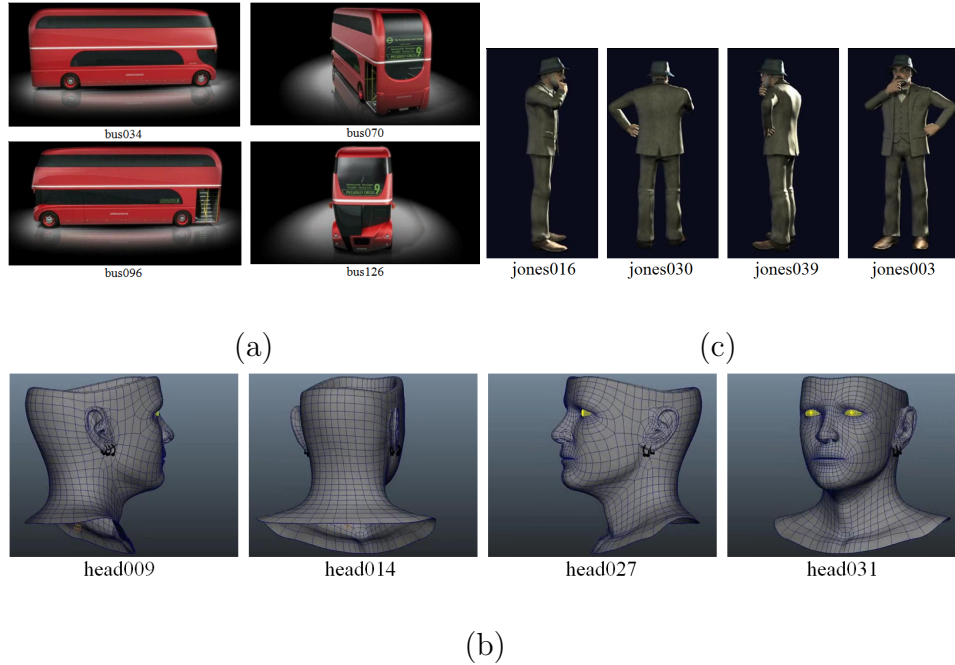 bus034
bus070
bus096
bus126
jones016
jones030
jones039
jones003
(a)
(c)
head009
head014
head027
head031
(b)